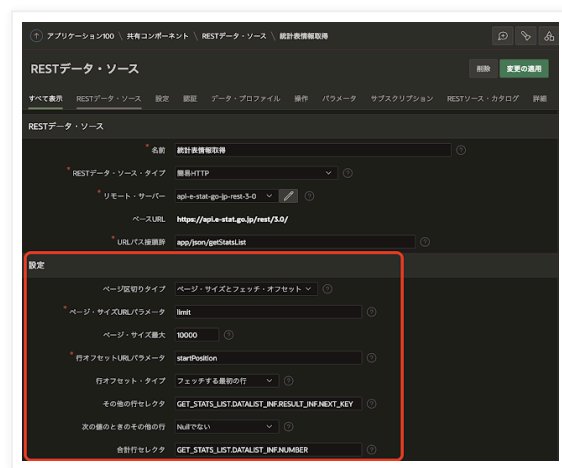 アプリケーション100 \ 共有コンポーネント \ RESTデータ・ソース \ 統計表情報取得
RESTデータ・ソース
削除 変更の適用
すべて表示 RESTデータ・ソース 設定 認証 データ・プロファイル 操作 パラメータ サブスクリプション RESTソース・カタログ 詳細
RESTデータ・ソース
* 名前 統計表情報取得
* RESTデータ・ソース・タイプ 簡易HTTP
* リモート・サーバー api-e-stat-go-jp-rest-3-0
ベースURL https://api.e-stat.go.jp/rest/3.0/
* URLパス接頭辞 app/json/getStatsList
設定
ページ区切りタイプ ページ・サイズとフェッチ・オフセット
* ページ・サイズURLパラメータ limit
ページ・サイズ最大 10000
* 行オフセットURLパラメータ startPosition
行オフセット・タイプ フェッチする最初の行
その他の行セレクタ GET_STATS_LIST.DATALIST_INF.RESULT_INF.NEXT_KEY
次の値のときのその他の行 Nullでない
合計行セレクタ GET_STATS_LIST.DATALIST_INF.NUMBER